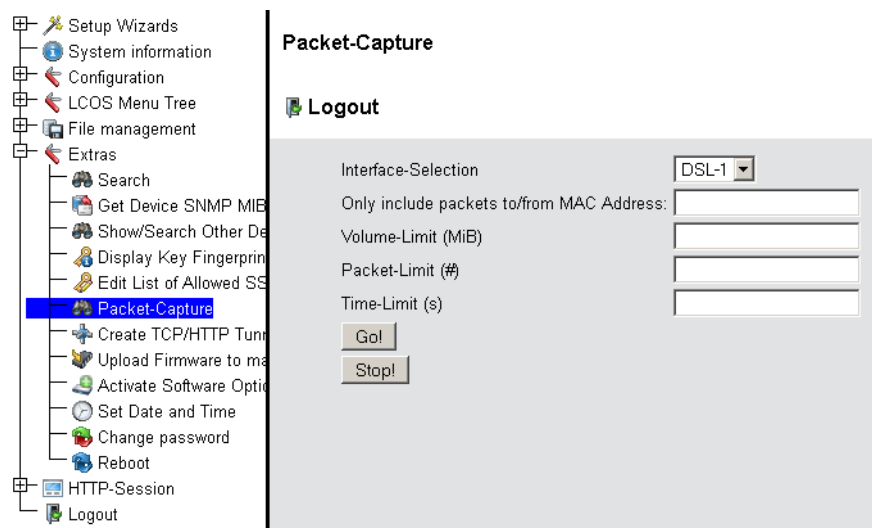 Setup Wizards
System information
Configuration
LCOS Menu Tree
File management
Extras
Search
Get Device SNMP MIB
Show/Search Other De
Display Key Fingerprin
Edit List of Allowed SS
Packet-Capture
Create TCP/HTTP Tunn
Upload Firmware to ma
Activate Software Optio
Set Date and Time
Change password
Reboot
HTTP-Session
Logout
Packet-Capture
Logout
Interface-Selection DSL-1
Only include packets to/from MAC Address:
Volume-Limit (MiB)
Packet-Limit (#)
Time-Limit (s)
Go!
Stop!